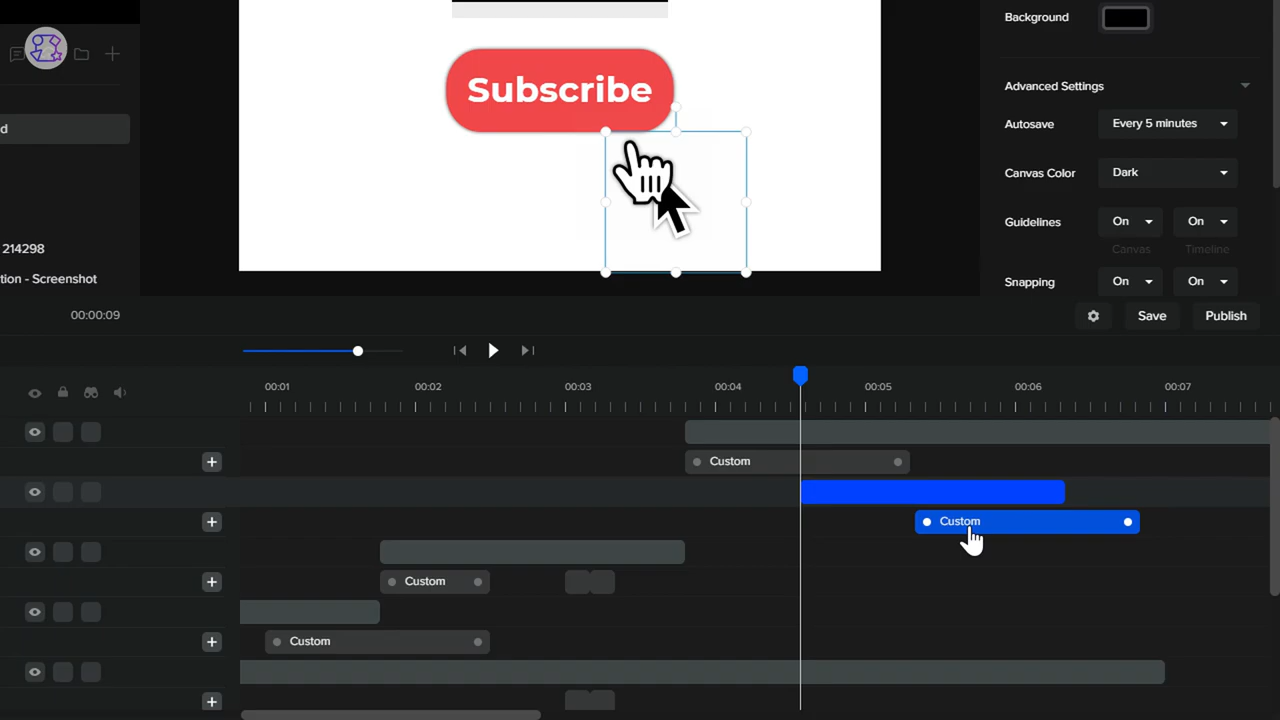 Background
Subscribe
Advanced Settings
Autosave Every 5 minutes
d
Canvas Color Dark
Guidelines On On
Canvas Timeline
214298
tion - Screenshot
Snapping On On
00:00:09
Save Publish
00:01 00:02 00:03 00:04 00:05 00:06 00:07
Custom
Custom
Custom
Custom